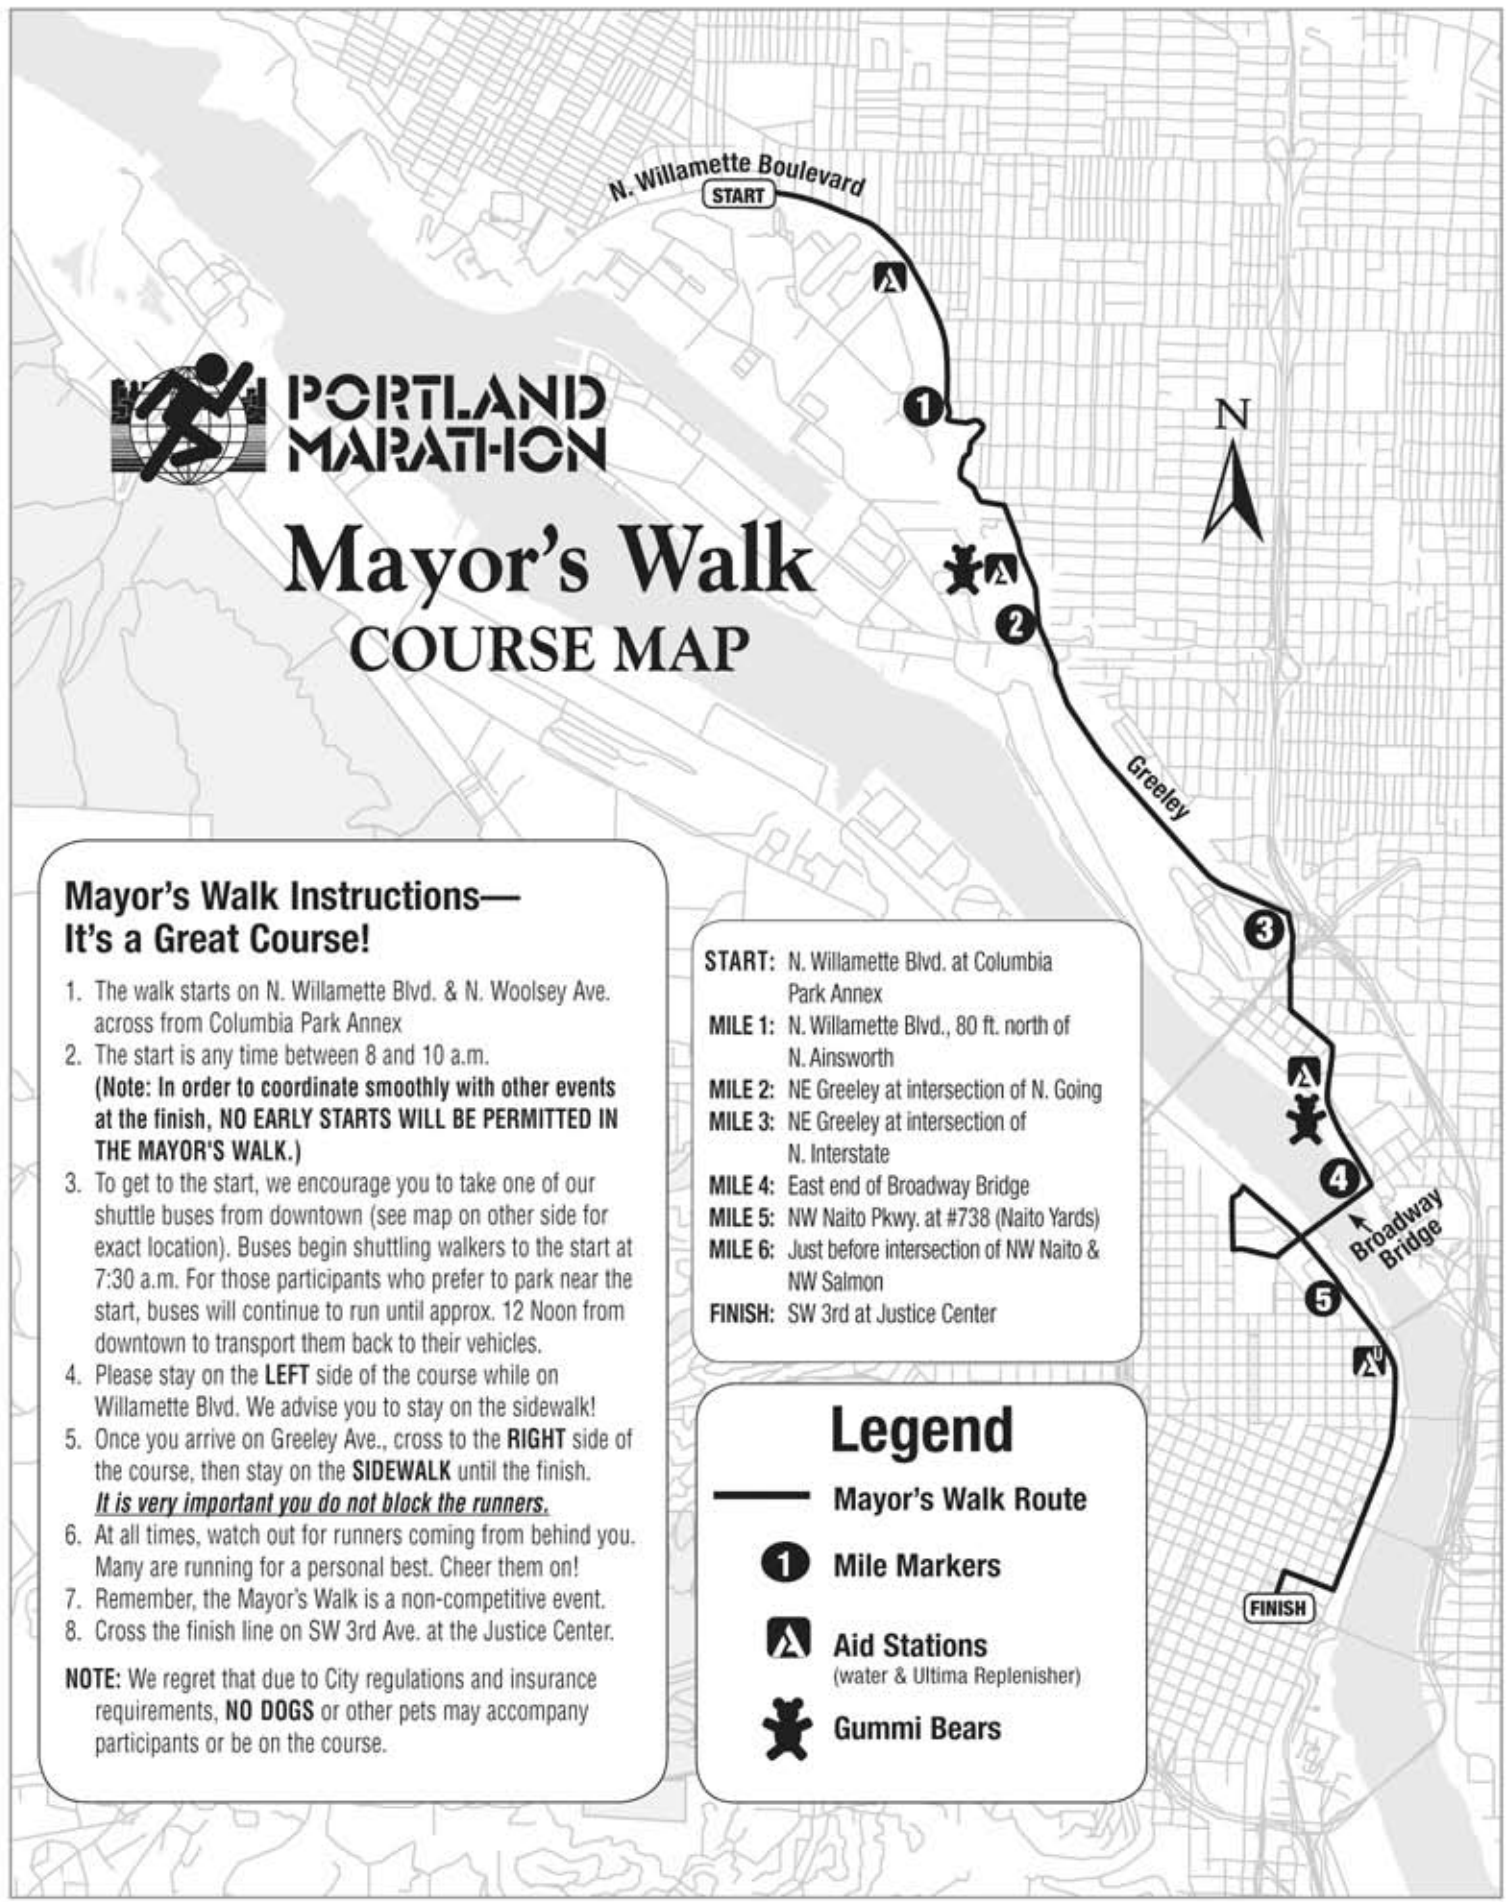 N. Willamette Boulevard
START
1
PORTLAND
MARATHON
N
Mayor's Walk
COURSE MAP
2
Greeley
3
4
Broadway
Bridge
5
U
FINISH
Mayor's Walk Instructions—
It's a Great Course!
1. The walk starts on N. Willamette Blvd. & N. Woolsey Ave.
across from Columbia Park Annex
2. The start is any time between 8 and 10 a.m.
(Note: In order to coordinate smoothly with other events
at the finish, NO EARLY STARTS WILL BE PERMITTED IN
THE MAYOR'S WALK.)
3. To get to the start, we encourage you to take one of our
shuttle buses from downtown (see map on other side for
exact location). Buses begin shuttling walkers to the start at
7:30 a.m. For those participants who prefer to park near the
start, buses will continue to run until approx. 12 Noon from
downtown to transport them back to their vehicles.
4. Please stay on the LEFT side of the course while on
Willamette Blvd. We advise you to stay on the sidewalk!
5. Once you arrive on Greeley Ave., cross to the RIGHT side of
the course, then stay on the SIDEWALK until the finish.
It is very important you do not block the runners.
6. At all times, watch out for runners coming from behind you.
Many are running for a personal best. Cheer them on!
7. Remember, the Mayor's Walk is a non-competitive event.
8. Cross the finish line on SW 3rd Ave. at the Justice Center.
NOTE: We regret that due to City regulations and insurance
requirements, NO DOGS or other pets may accompany
participants or be on the course.
START: N. Willamette Blvd. at Columbia
Park Annex
MILE 1: N. Willamette Blvd., 80 ft. north of
N. Ainsworth
MILE 2: NE Greeley at intersection of N. Going
MILE 3: NE Greeley at intersection of
N. Interstate
MILE 4: East end of Broadway Bridge
MILE 5: NW Naito Pkwy. at #738 (Naito Yards)
MILE 6: Just before intersection of NW Naito &
NW Salmon
FINISH: SW 3rd at Justice Center
Legend
Mayor's Walk Route
1 Mile Markers
Aid Stations
(water & Ultima Replenisher)
Gummi Bears